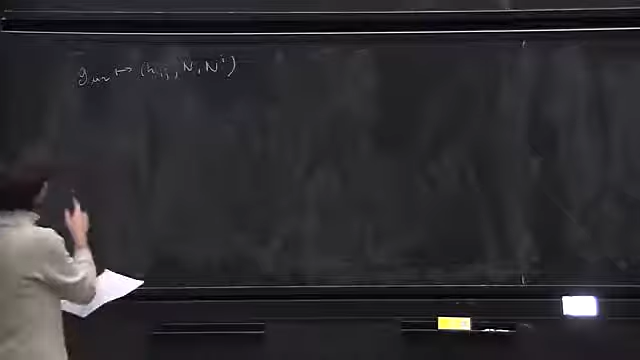 g_{μν} ↦ (h_{ij}, N, N^i)